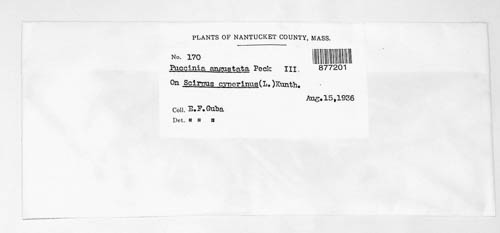 PLANTS OF NANTUCKET COUNTY, MASS.
No. 170
Puccinia angustata Peck III.
877201
On Scirpus cyperinus(L.)Kunth.
Aug.15,1936
Coll. E.F.Guba
Det. " " "